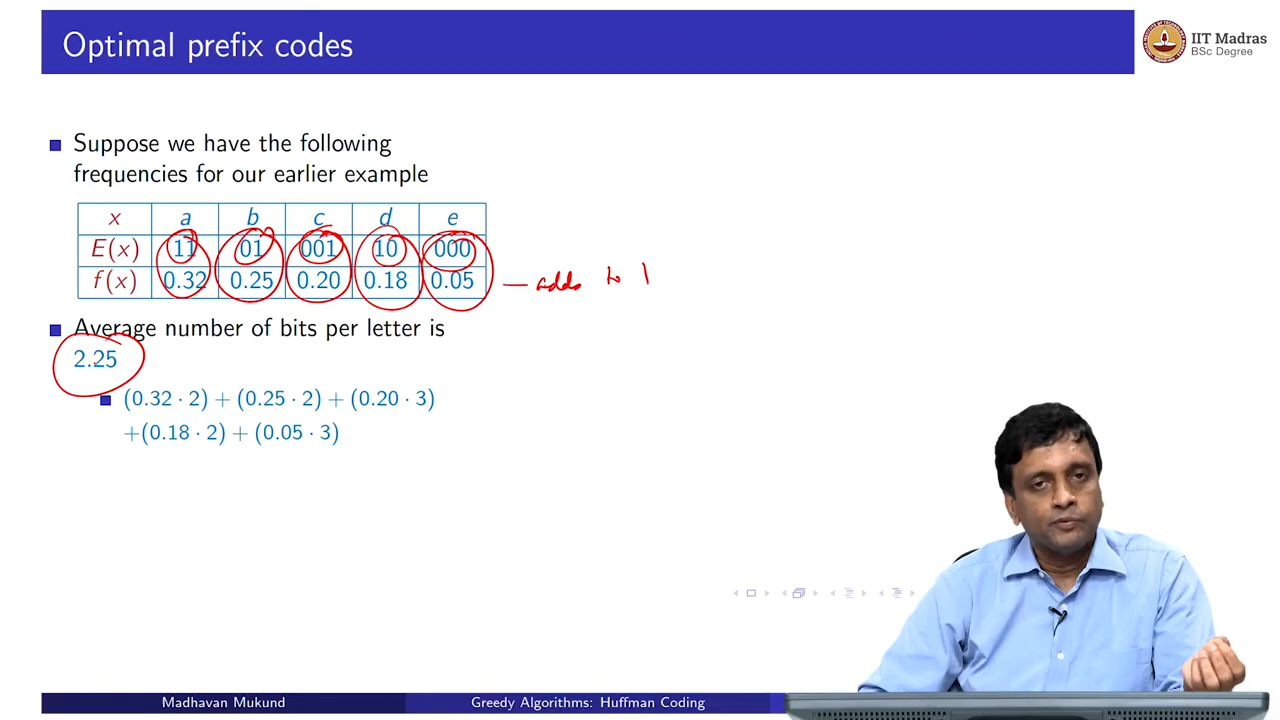 Optimal prefix codes
IIT Madras
BSc Degree
Suppose we have the following
frequencies for our earlier example
x a b c d e
E(x) 11 01 001 10 000
f(x) 0.32 0.25 0.20 0.18 0.05
— adds to 1
Average number of bits per letter is
2.25
(0.32 · 2) + (0.25 · 2) + (0.20 · 3)
+(0.18 · 2) + (0.05 · 3)
Madhavan Mukund Greedy Algorithms: Huffman Coding